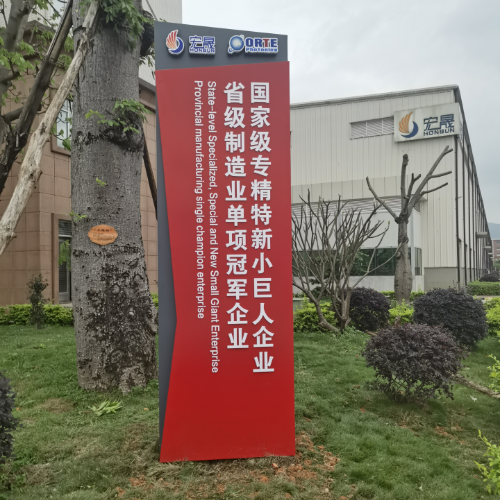 宏晟
ORTE
PHOTOGRES
国家级专精特新小巨人企业
State-level Specialized, Special and New Small Giant Enterprise
省级制造业单项冠军企业
Provincial manufacturing single champion enterprise
宏晟
HONSUN